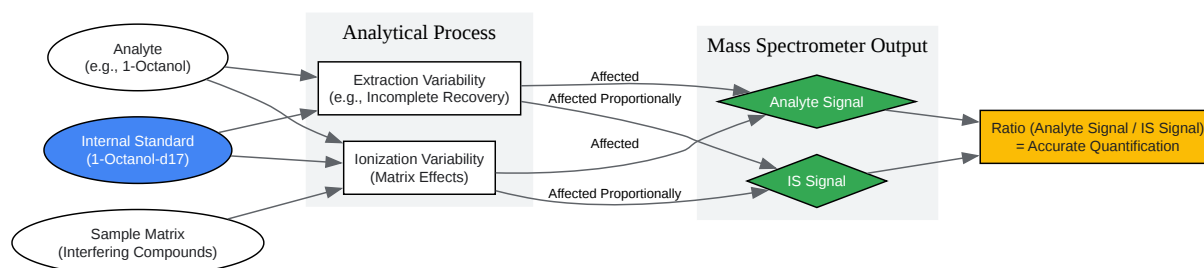 Analytical Process
Mass Spectrometer Output
Analyte
(e.g., 1-Octanol)
Internal Standard
(1-Octanol-d17)
Sample Matrix
(Interfering Compounds)
Extraction Variability
(e.g., Incomplete Recovery)
Ionization Variability
(Matrix Effects)
Affected
Affected Proportionally
Affected
Affected Proportionally
Analyte Signal
IS Signal
Ratio (Analyte Signal / IS Signal)
= Accurate Quantification